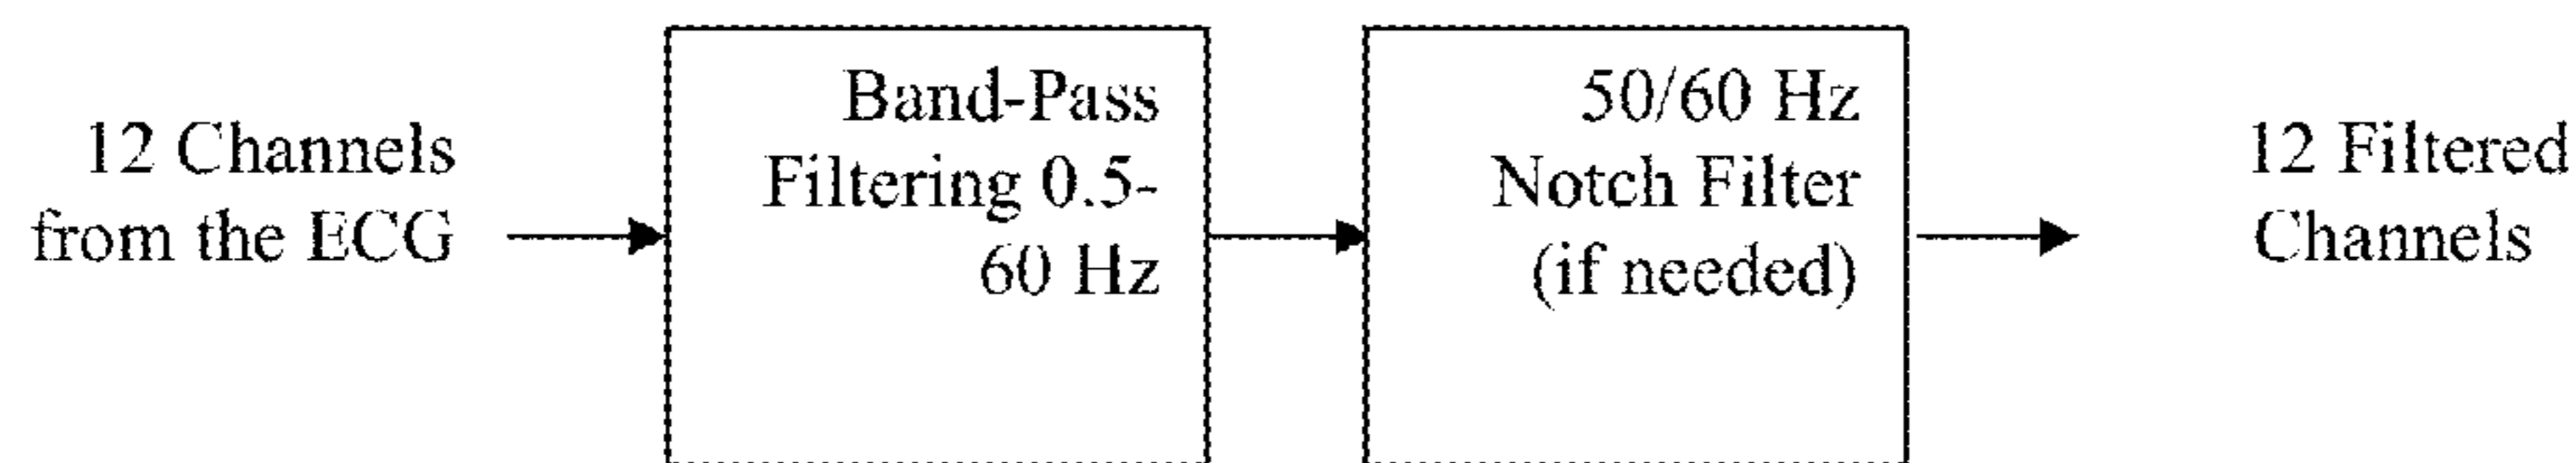 12 Channels
from the ECG
Band-Pass
Filtering 0.5-
60 Hz
50/60 Hz
Notch Filter
(if needed)
12 Filtered
Channels